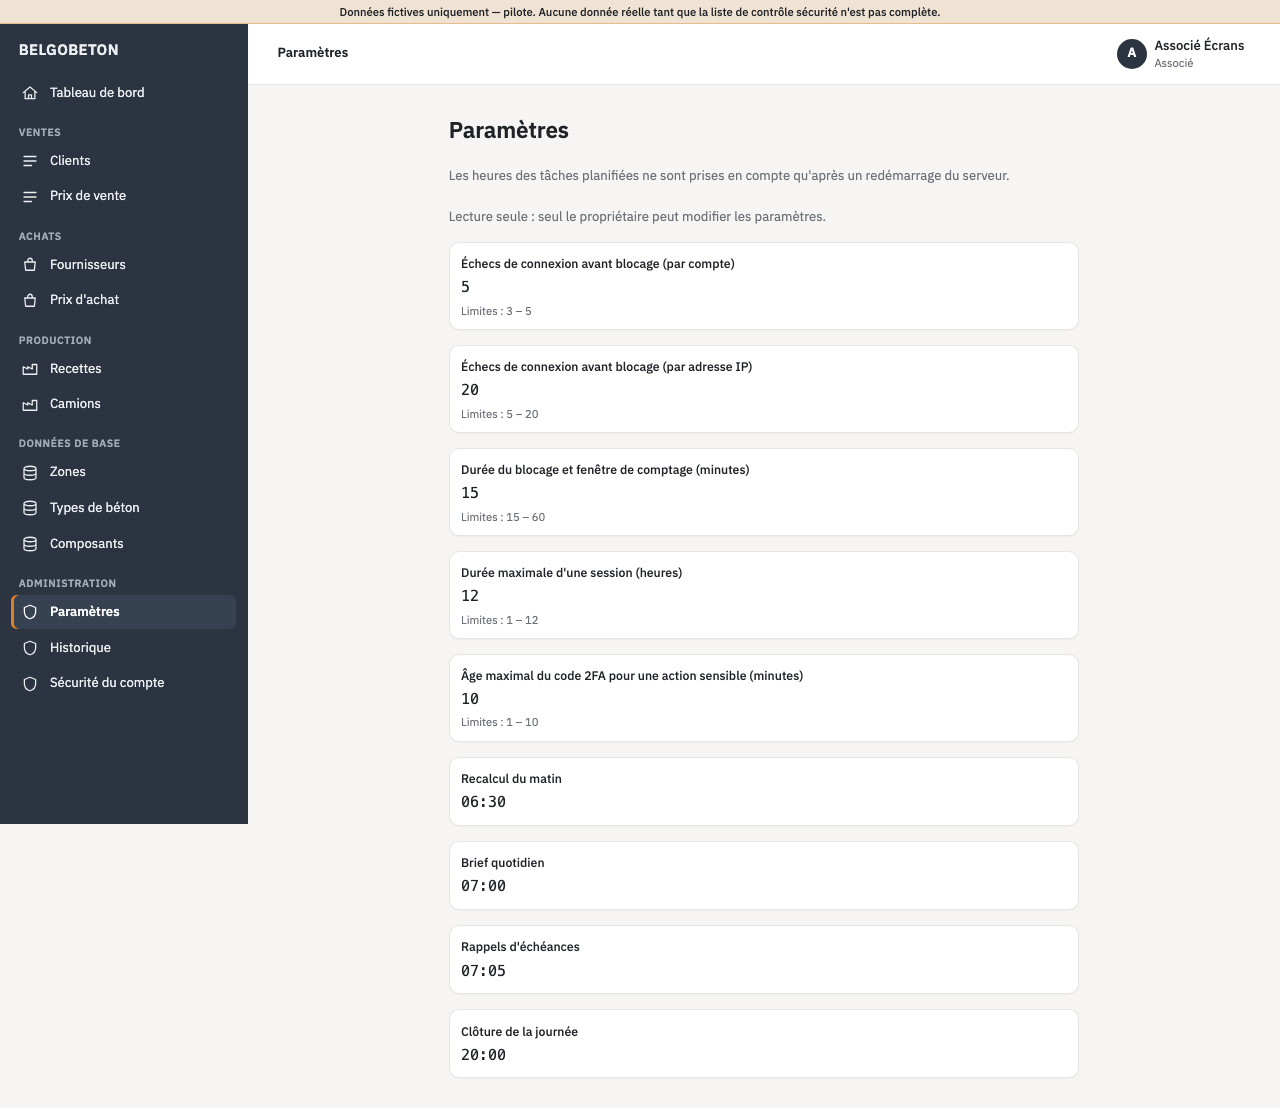 Données fictives uniquement — pilote. Aucune donnée réelle tant que la liste de contrôle sécurité n'est pas complète.
BELGOBETON
Tableau de bord
VENTES
Clients
Prix de vente
ACHATS
Fournisseurs
Prix d'achat
PRODUCTION
Recettes
Camions
DONNÉES DE BASE
Zones
Types de béton
Composants
ADMINISTRATION
Paramètres
Historique
Sécurité du compte
Paramètres
A
Associé Écrans
Associé
Paramètres
Les heures des tâches planifiées ne sont prises en compte qu'après un redémarrage du serveur.
Lecture seule : seul le propriétaire peut modifier les paramètres.
Échecs de connexion avant blocage (par compte)
5
Limites : 3 – 5
Échecs de connexion avant blocage (par adresse IP)
20
Limites : 5 – 20
Durée du blocage et fenêtre de comptage (minutes)
15
Limites : 15 – 60
Durée maximale d'une session (heures)
12
Limites : 1 – 12
Âge maximal du code 2FA pour une action sensible (minutes)
10
Limites : 1 – 10
Recalcul du matin
06:30
Brief quotidien
07:00
Rappels d'échéances
07:05
Clôture de la journée
20:00